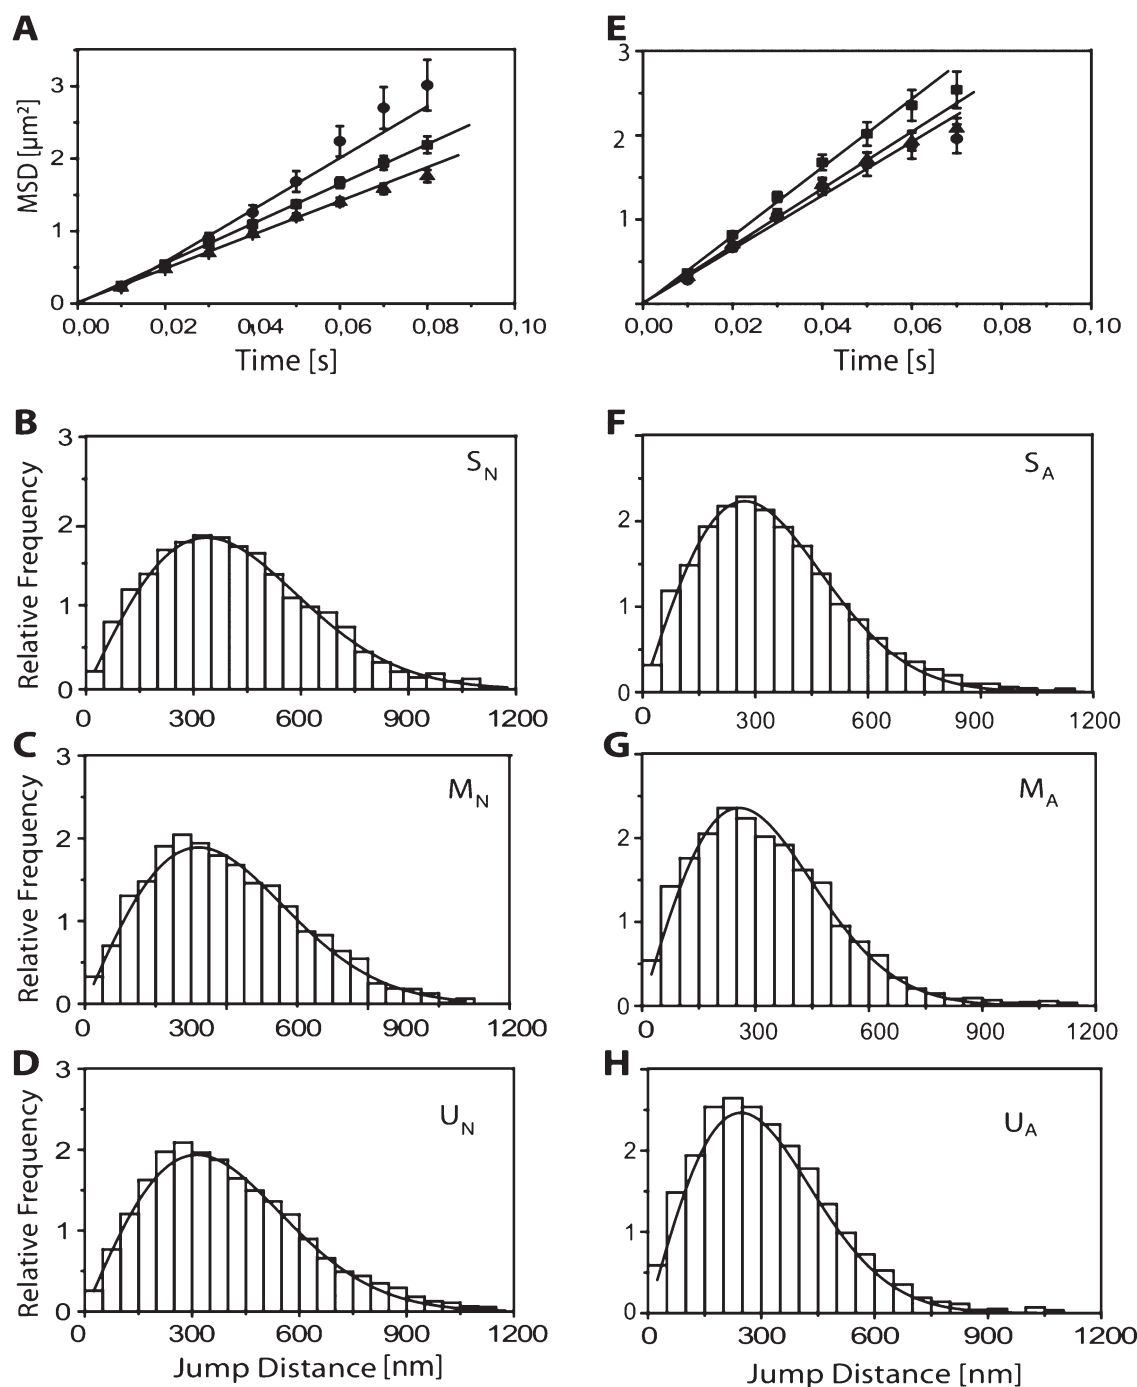 A
MSD [µm²]
3
2
1
0
0,00 0,02 0,04 0,06 0,08 0,10
Time [s]
E
3
2
1
0,00 0,02 0,04 0,06 0,08 0,10
Time [s]
B
Relative Frequency
3
2
1
0
S_N
0 300 600 900 1200
F
2
1
0
S_A
0 300 600 900 1200
C
Relative Frequency
3
2
1
0
M_N
0 300 600 900 1200
G
2
1
0
M_A
0 300 600 900 1200
D
Relative Frequency
3
2
1
0
U_N
0 300 600 900 1200
Jump Distance [nm]
H
2
1
0
U_A
0 300 600 900 1200
Jump Distance [nm]